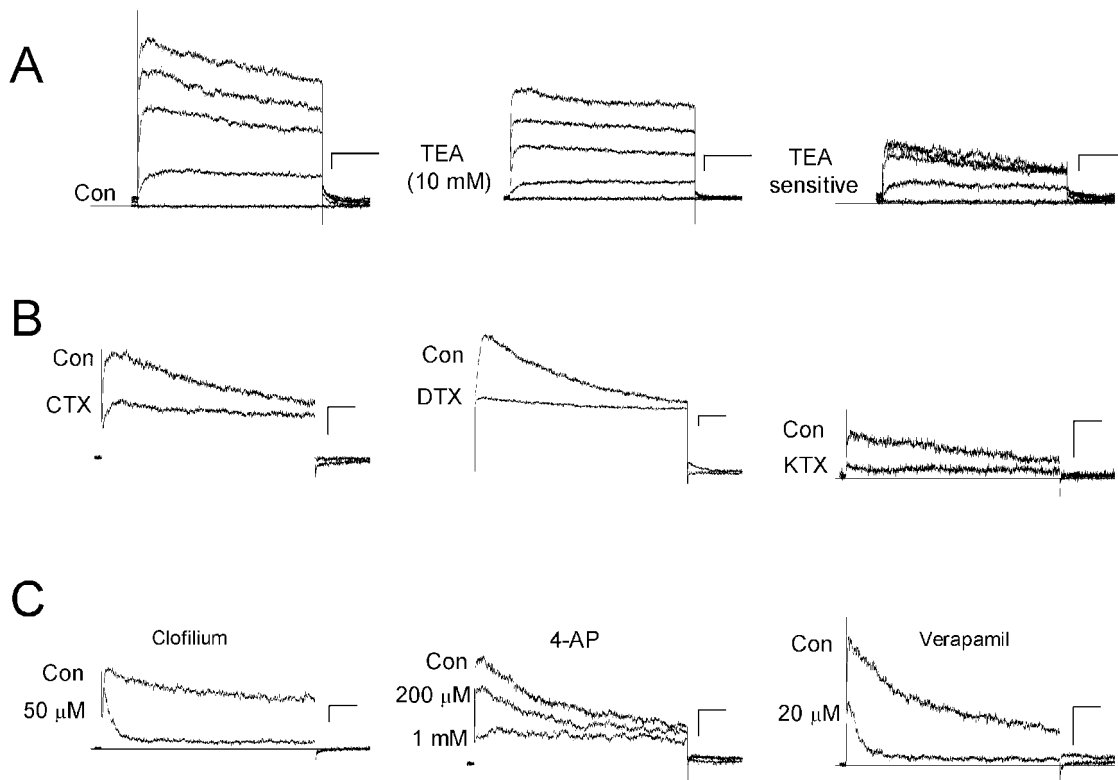 A
Con
TEA
(10 mM)
TEA
sensitive
B
Con
CTX
Con
DTX
Con
KTX
C
Clofilium
Con
50 μM
4-AP
Con
200 μM
1 mM
Verapamil
Con
20 μM